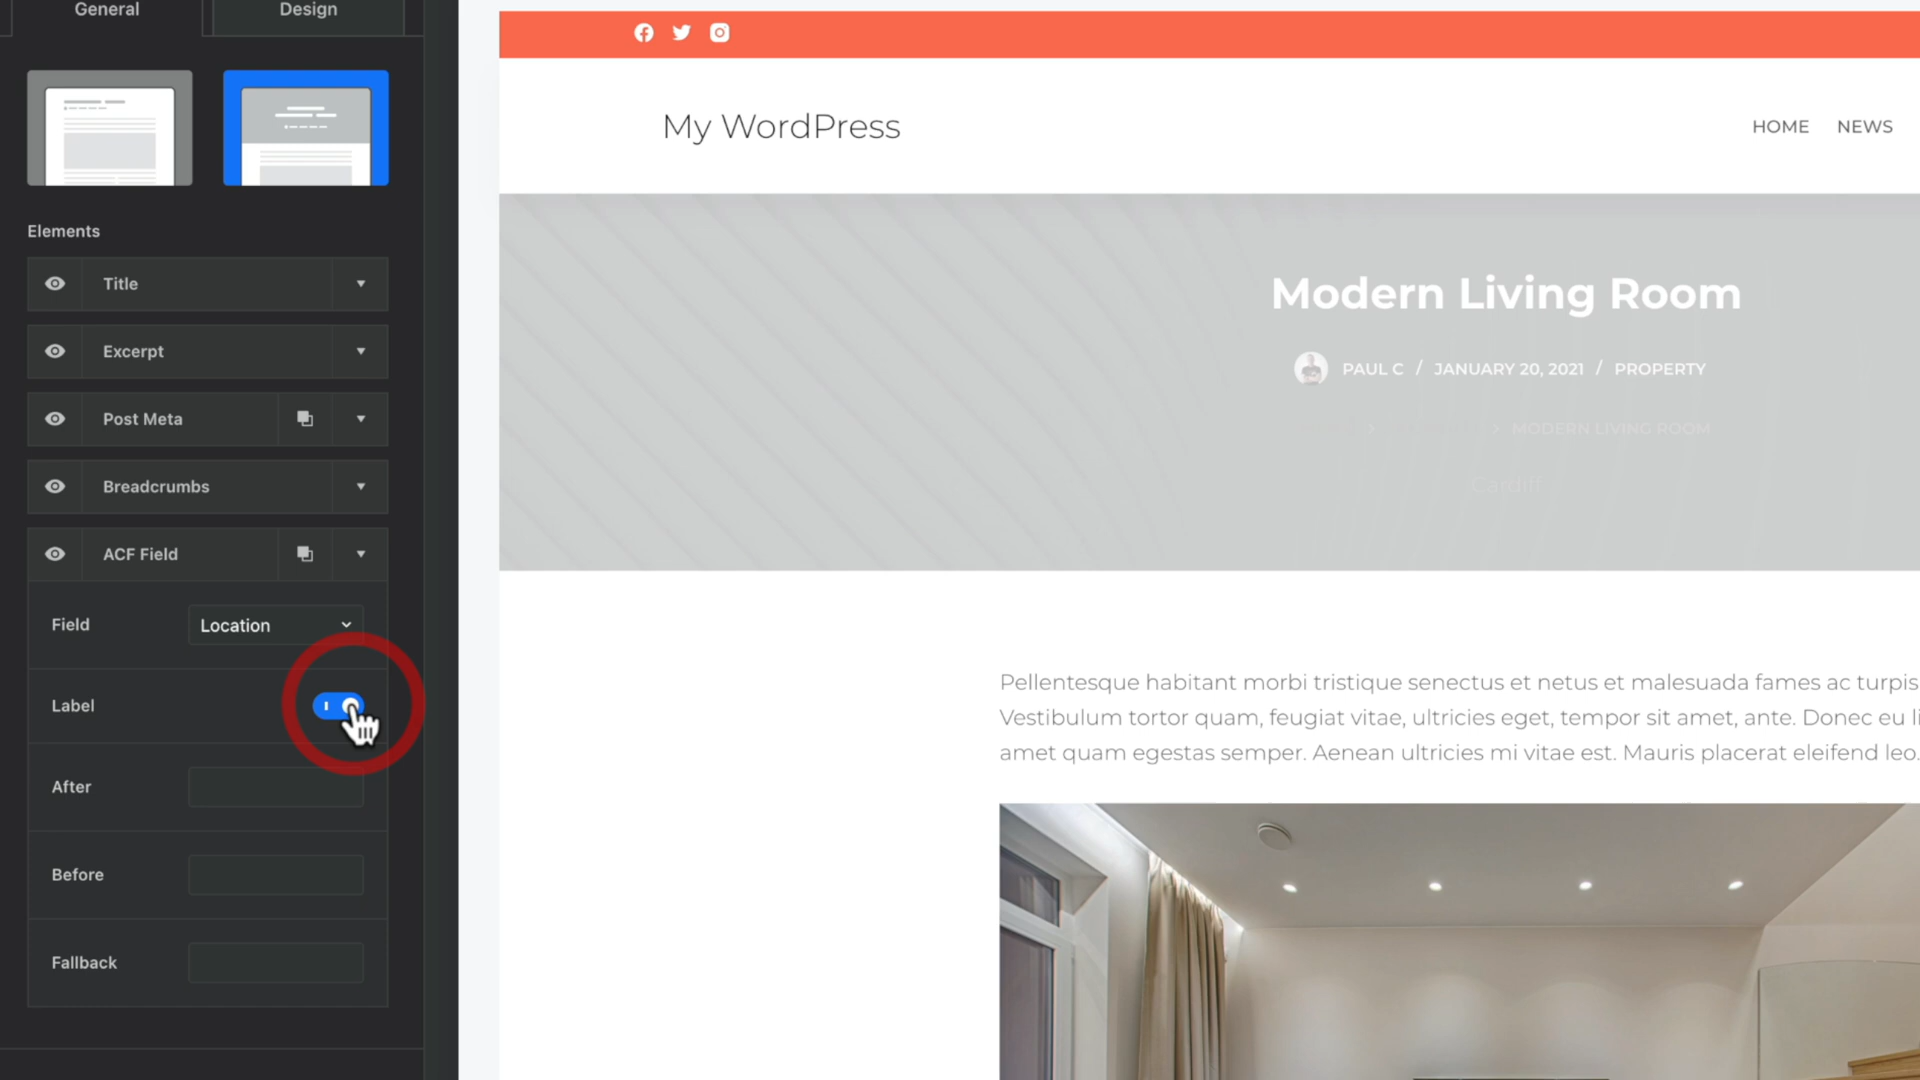 General
Design
My WordPress
HOME
NEWS
Elements
Title
Excerpt
Post Meta
Breadcrumbs
ACF Field
Field
Location
Label
After
Before
Fallback
Modern Living Room
PAUL C / JANUARY 20, 2021 / PROPERTY
MODERN LIVING ROOM
Cardiff
Pellentesque habitant morbi tristique senectus et netus et malesuada fames ac turpis
Vestibulum tortor quam, feugiat vitae, ultricies eget, tempor sit amet, ante. Donec eu li
amet quam egestas semper. Aenean ultricies mi vitae est. Mauris placerat eleifend leo.